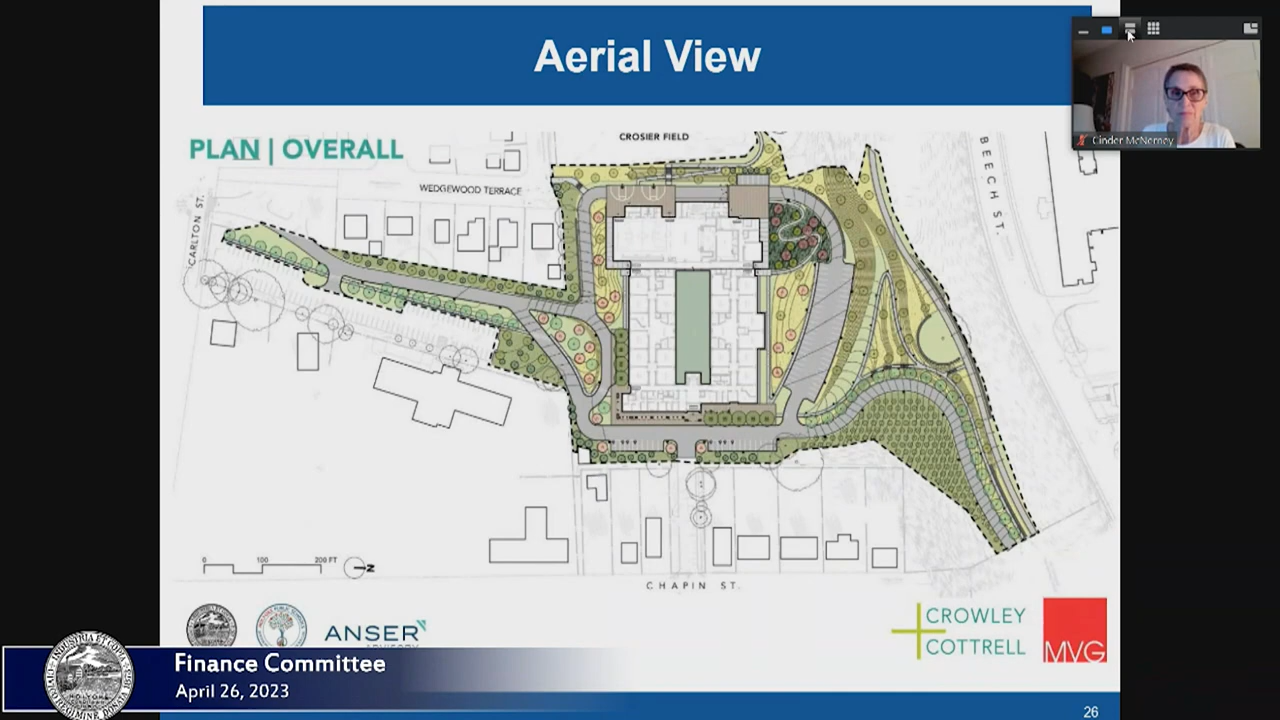 Aerial View
Cinder McNerney
PLAN | OVERALL
CROSIER FIELD
WEDGEWOOD TERRACE
CARLTON ST.
BEECH ST.
CHAPIN ST.
0 100 200 FT
N
ANSER
ADVISORY
CROWLEY
COTTRELL
MVG
Finance Committee
April 26, 2023
26